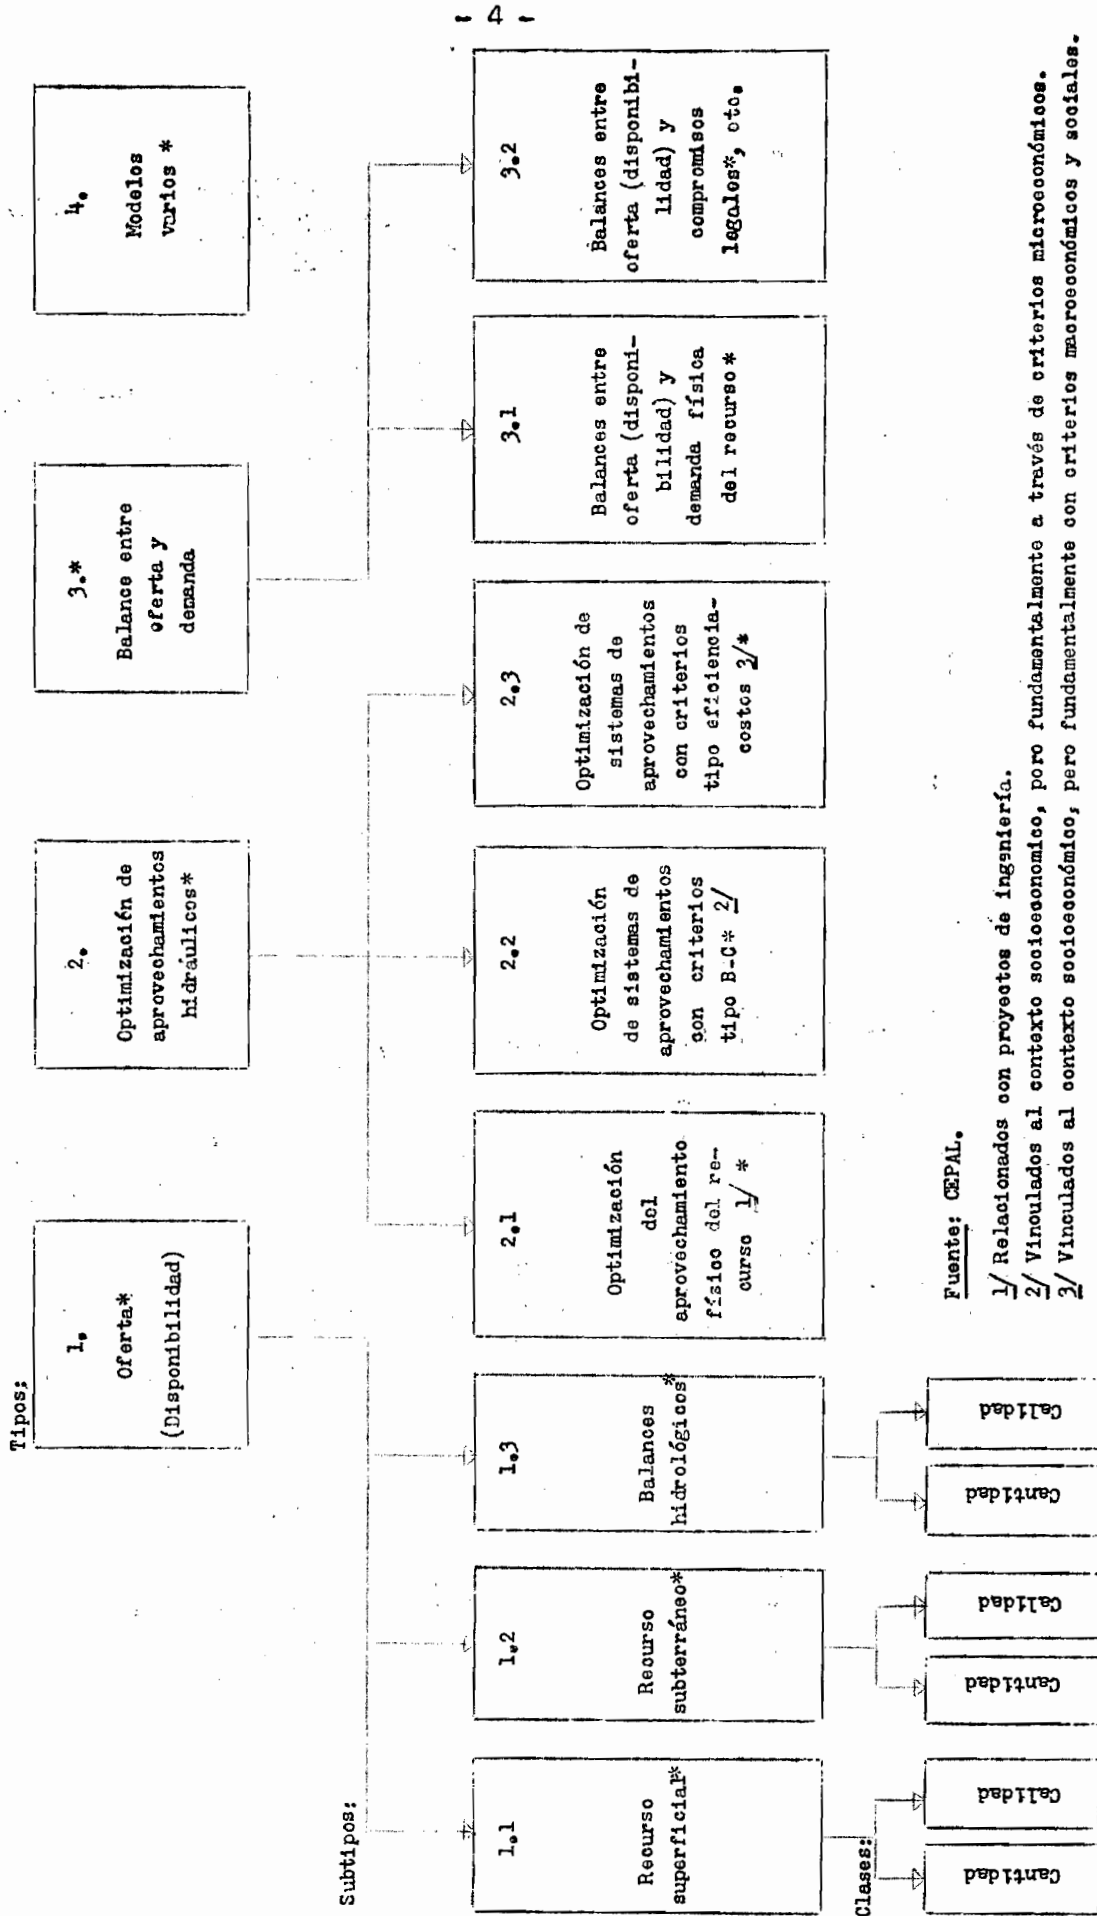 - 4 -
Tipos:
1.
Oferta*
(Disponibilidad)
2.
Optimización de
aprovechamientos
hidráulicos*
3.*
Balance entre
oferta y
demanda
4.
Modelos
varios *
Subtipos:
1.1
Recurso
superficial*
1.2
Recurso
subterráneo*
1.3
Balances
hidrológicos*
2.1
Optimización
del
aprovechamiento
físico del re-
curso 1/ *
2.2
Optimización
de sistemas de
aprovechamientos
con criterios
tipo B-C* 2/
2.3
Optimización de
sistemas de
aprovechamientos
con criterios
tipo eficiencia-
costos 3/*
3.1
Balances entre
oferta (disponi-
bilidad) y
demanda física
del recurso*
3.2
Balances entre
oferta (disponibi-
lidad) y
compromisos
legales*, etc.
Clases:
Cantidad
Calidad
Cantidad
Calidad
Cantidad
Calidad
Fuente: CEPAL.
1/ Relacionados con proyectos de ingeniería.
2/ Vinculados al contexto socioeconomico, pero fundamentalmente a través de criterios microeconómicos.
3/ Vinculados al contexto socioeconómico, pero fundamentalmente con criterios macroeconómicos y sociales.